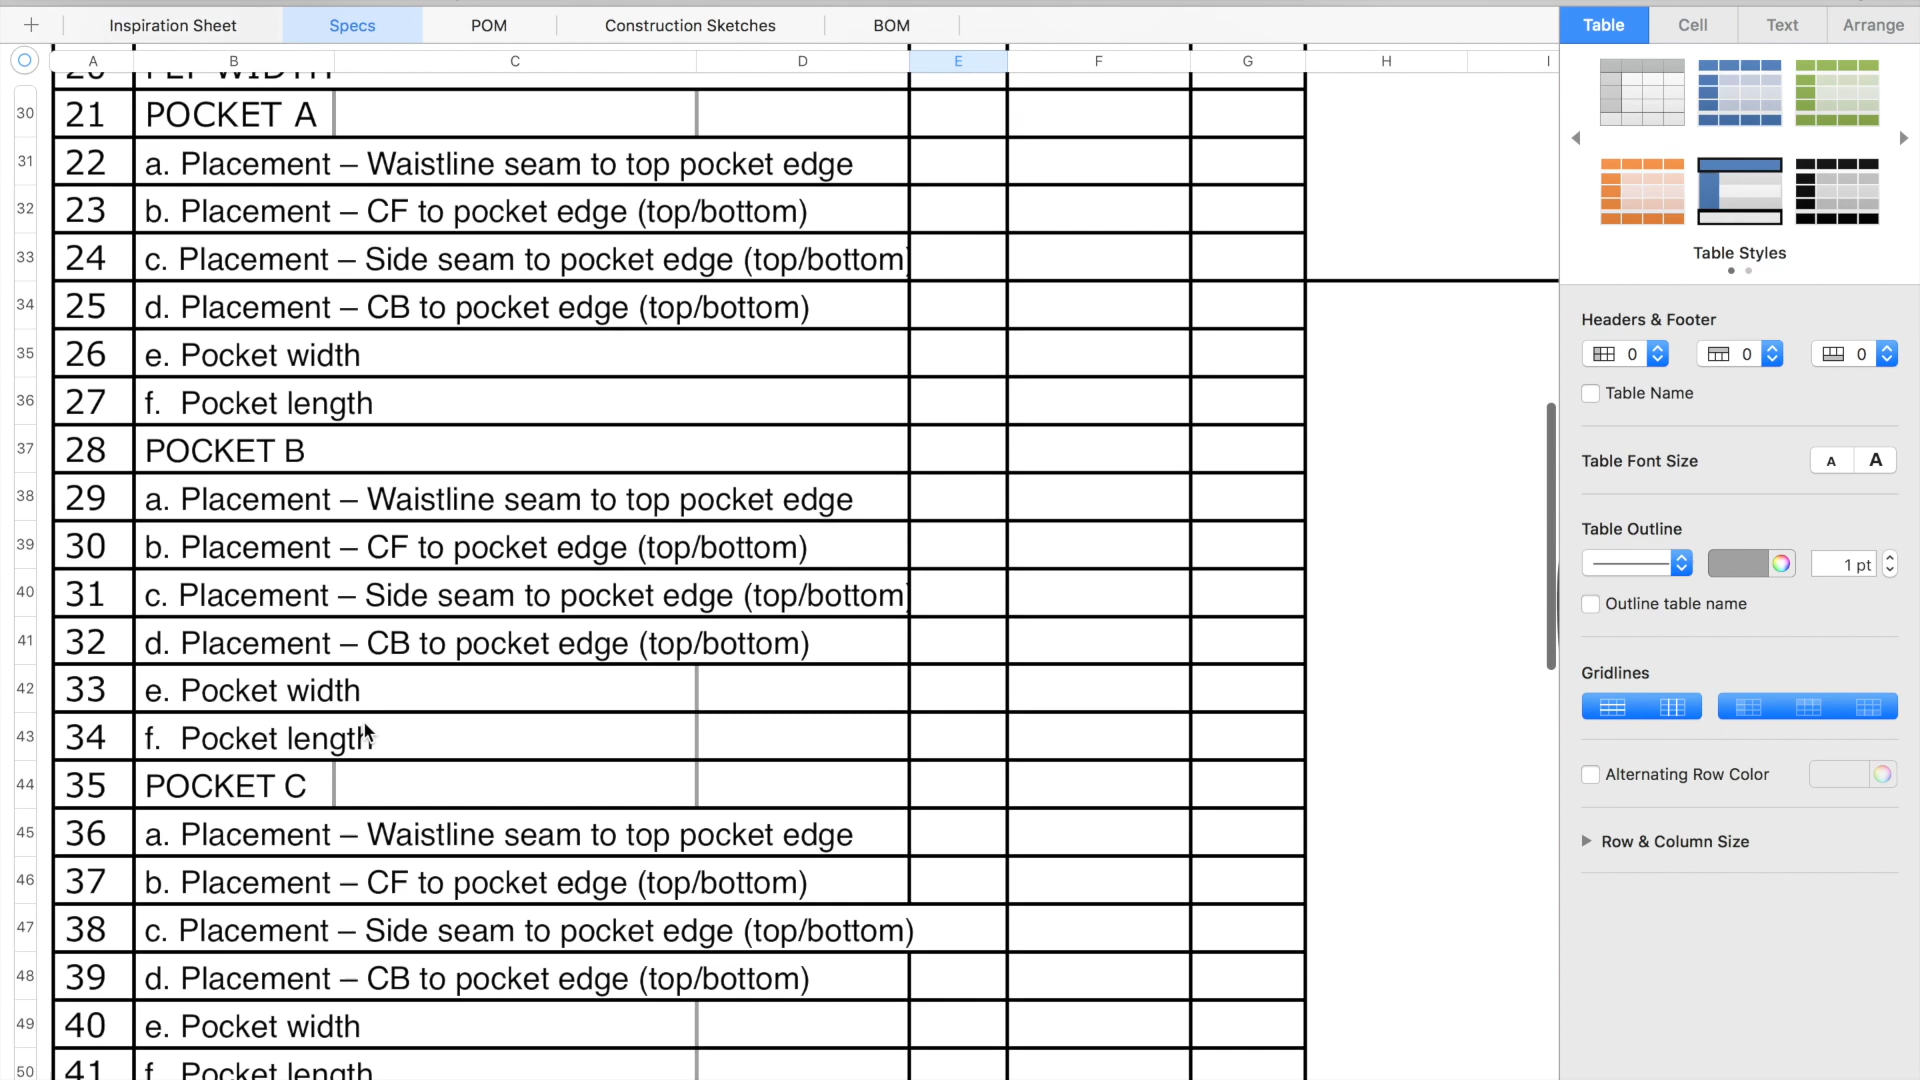 Inspiration Sheet Specs POM Construction Sketches BOM
Table Cell Text Arrange
A B C D E F G H I
20 FLY WIDTH
30 21 POCKET A
31 22 a. Placement – Waistline seam to top pocket edge
32 23 b. Placement – CF to pocket edge (top/bottom)
33 24 c. Placement – Side seam to pocket edge (top/bottom)
34 25 d. Placement – CB to pocket edge (top/bottom)
35 26 e. Pocket width
36 27 f. Pocket length
37 28 POCKET B
38 29 a. Placement – Waistline seam to top pocket edge
39 30 b. Placement – CF to pocket edge (top/bottom)
40 31 c. Placement – Side seam to pocket edge (top/bottom)
41 32 d. Placement – CB to pocket edge (top/bottom)
42 33 e. Pocket width
43 34 f. Pocket length
44 35 POCKET C
45 36 a. Placement – Waistline seam to top pocket edge
46 37 b. Placement – CF to pocket edge (top/bottom)
47 38 c. Placement – Side seam to pocket edge (top/bottom)
48 39 d. Placement – CB to pocket edge (top/bottom)
49 40 e. Pocket width
50 41 f. Pocket length
Table Styles
Headers & Footer
0 0 0
Table Name
Table Font Size A A
Table Outline
1 pt
Outline table name
Gridlines
Alternating Row Color
Row & Column Size